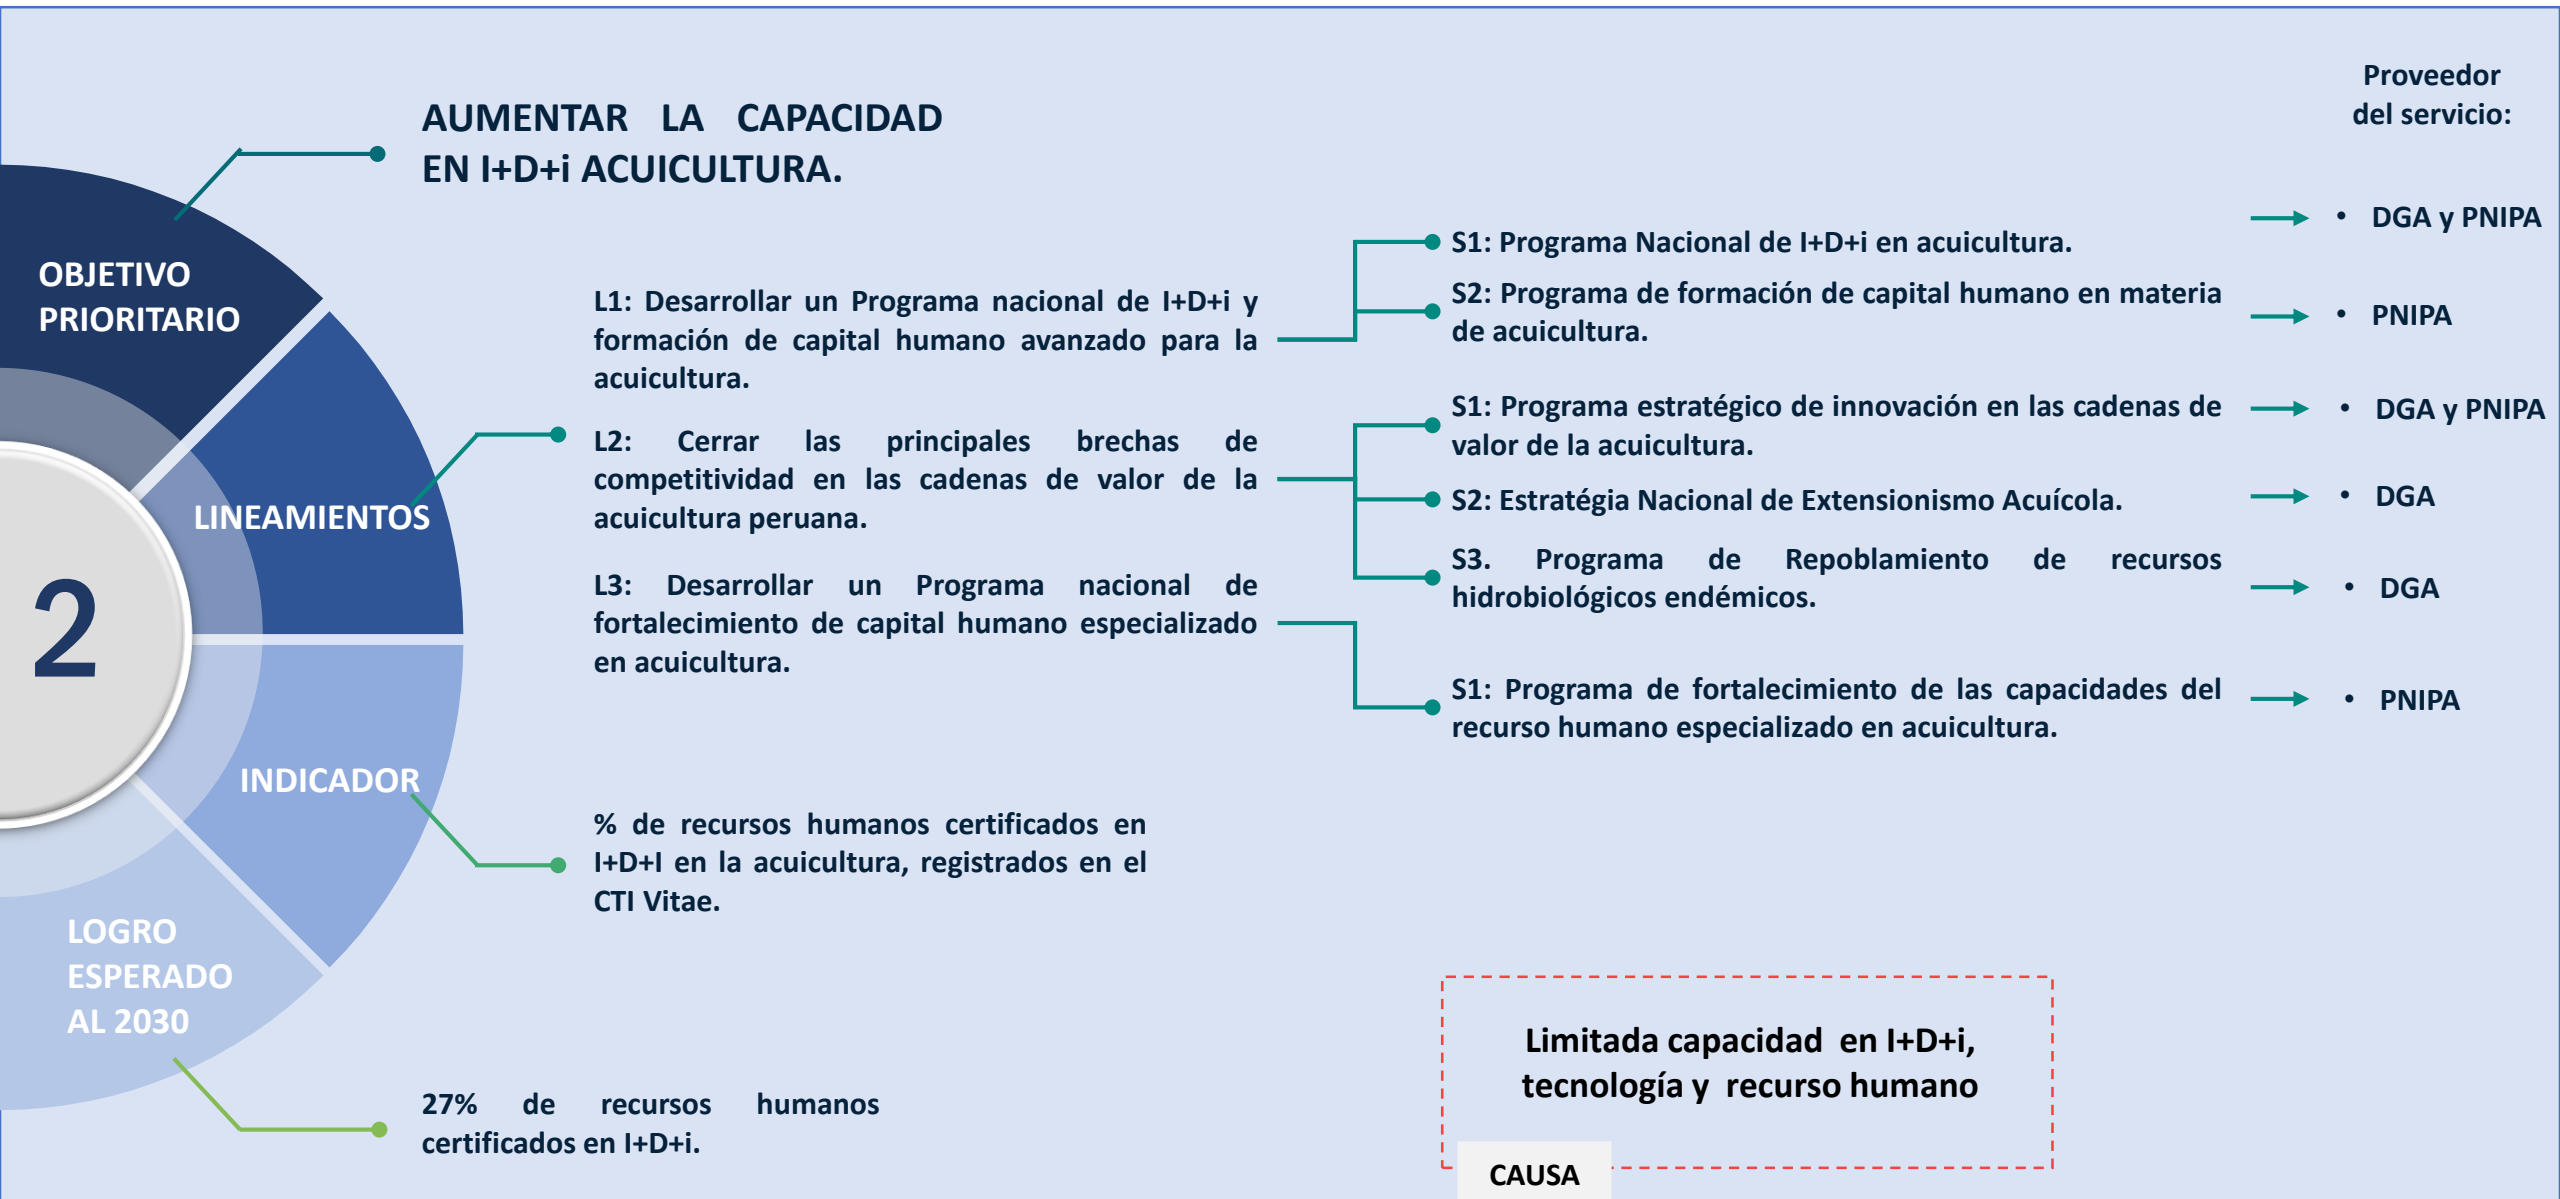 AUMENTAR LA CAPACIDAD
EN I+D+i ACUICULTURA.
OBJETIVO
PRIORITARIO
LINEAMIENTOS
2
INDICADOR
LOGRO
ESPERADO
AL 2030
L1: Desarrollar un Programa nacional de I+D+i y
formación de capital humano avanzado para la
acuicultura.
L2: Cerrar las principales brechas de
competitividad en las cadenas de valor de la
acuicultura peruana.
L3: Desarrollar un Programa nacional de
fortalecimiento de capital humano especializado
en acuicultura.
% de recursos humanos certificados en
I+D+I en la acuicultura, registrados en el
CTI Vitae.
27% de recursos humanos
certificados en I+D+i.
S1: Programa Nacional de I+D+i en acuicultura.
S2: Programa de formación de capital humano en materia
de acuicultura.
S1: Programa estratégico de innovación en las cadenas de
valor de la acuicultura.
S2: Estratégia Nacional de Extensionismo Acuícola.
S3. Programa de Repoblamiento de recursos
hidrobiológicos endémicos.
S1: Programa de fortalecimiento de las capacidades del
recurso humano especializado en acuicultura.
Proveedor
del servicio:
• DGA y PNIPA
• PNIPA
• DGA y PNIPA
• DGA
• DGA
• PNIPA
Limitada capacidad en I+D+i,
tecnología y recurso humano
CAUSA